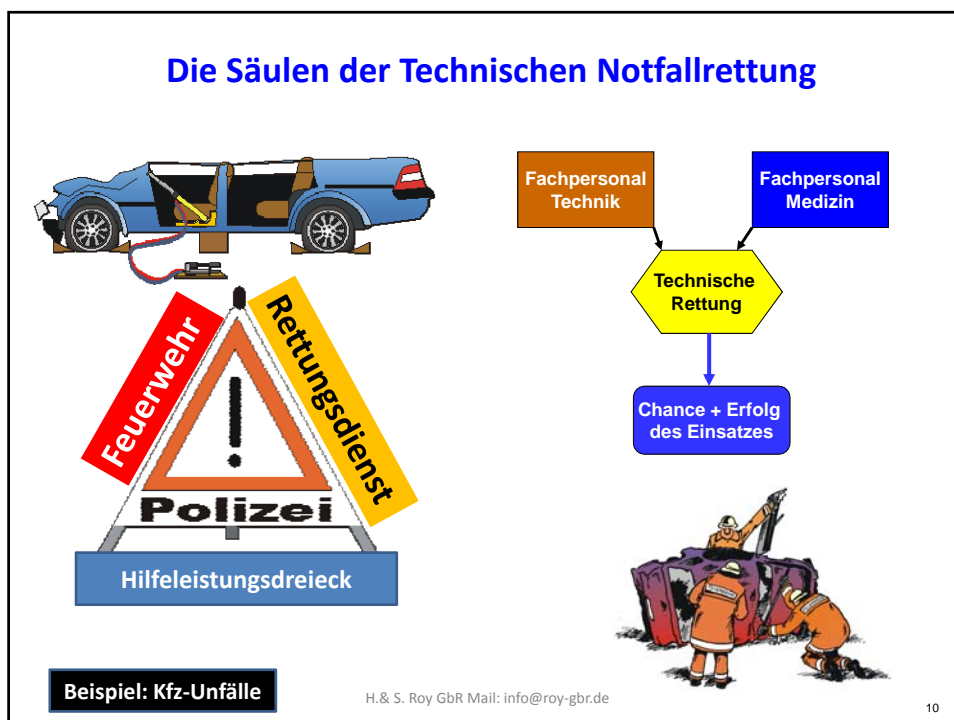 Die Säulen der Technischen Notfallrettung
Fachpersonal
Technik
Fachpersonal
Medizin
Technische
Rettung
Chance + Erfolg
des Einsatzes
Feuerwehr
Rettungsdienst
!
Polizei
Hilfeleistungsdreieck
Beispiel: Kfz-Unfälle
H.& S. Roy GbR Mail: info@roy-gbr.de
10